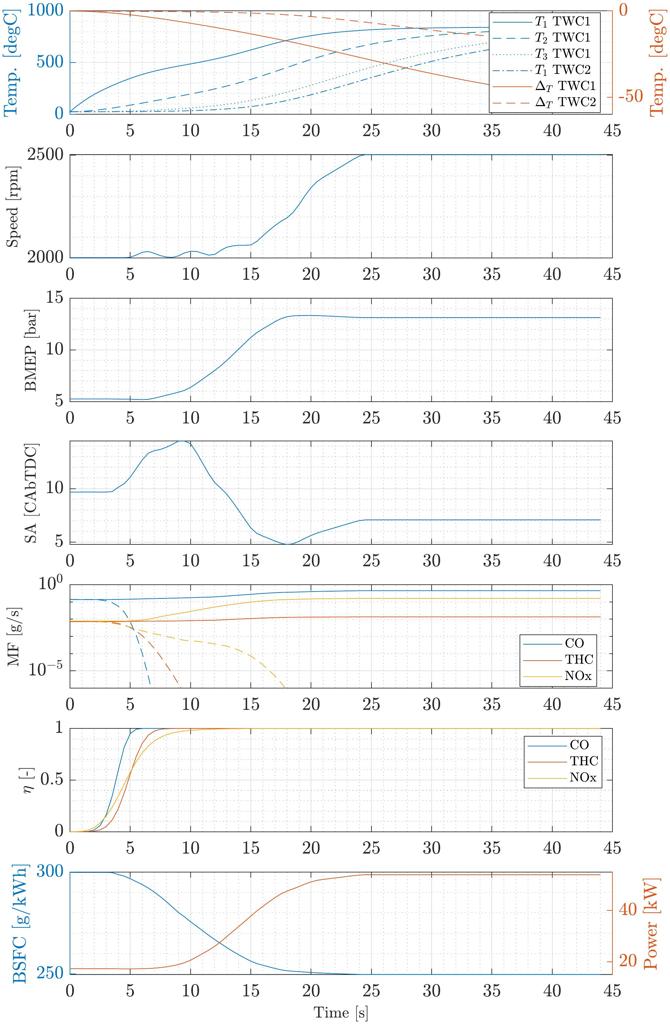 1000
500
0
Temp. [degC]
0
-50
Temp. [degC]
T₁ TWC1
T₂ TWC1
T₃ TWC1
T₁ TWC2
Δ_T TWC1
Δ_T TWC2
0 5 10 15 20 25 30 35 40 45
2500
2000
Speed [rpm]
0 5 10 15 20 25 30 35 40 45
15
10
5
BMEP [bar]
0 5 10 15 20 25 30 35 40 45
10
5
SA [CAbTDC]
0 5 10 15 20 25 30 35 40 45
10⁰
10⁻⁵
MF [g/s]
CO
THC
NOx
0 5 10 15 20 25 30 35 40 45
1
0.5
0
η [-]
CO
THC
NOx
0 5 10 15 20 25 30 35 40 45
300
250
BSFC [g/kWh]
40
20
Power [kW]
0 5 10 15 20 25 30 35 40 45
Time [s]